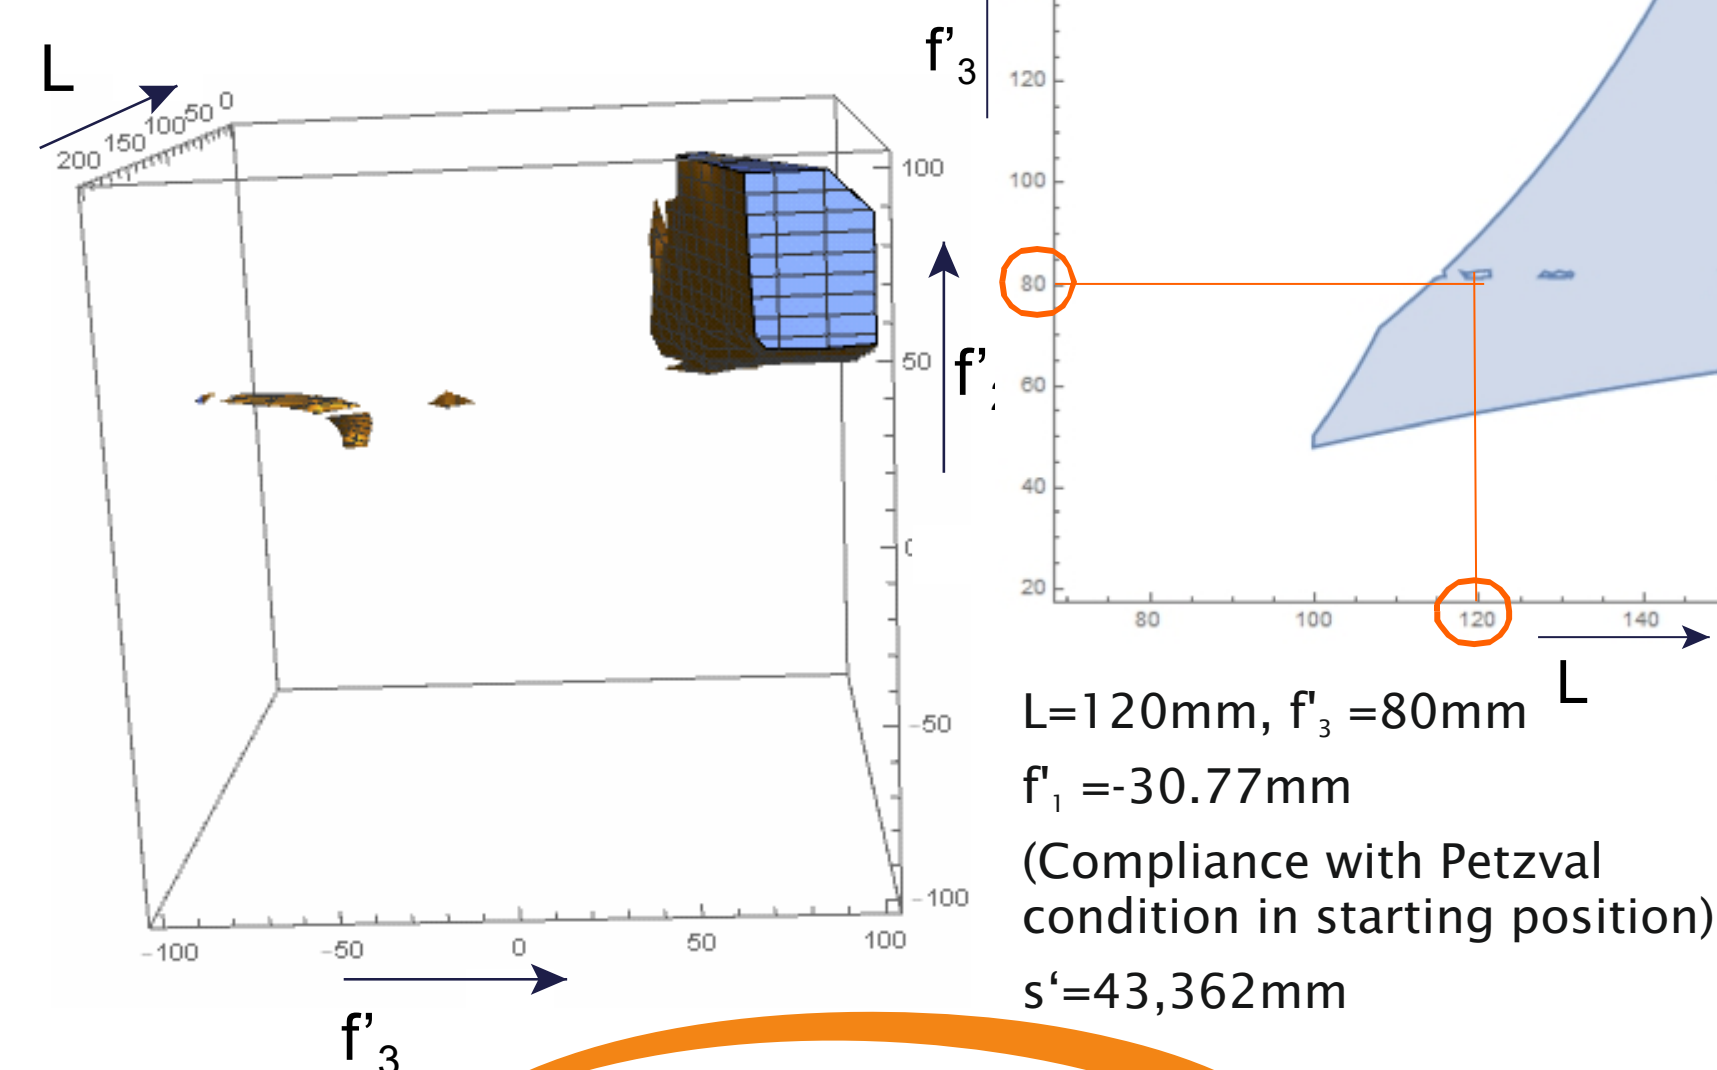 L
200 150 100 50 0
100
50
-50
-100
f'
-100 -50 0 50 100
f'3
f'3
120
100
80
60
40
20
80 100 120 140
L
L=120mm, f'3 =80mm
f'1 =-30.77mm
(Compliance with Petzval
condition in starting position)
s‘=43,362mm